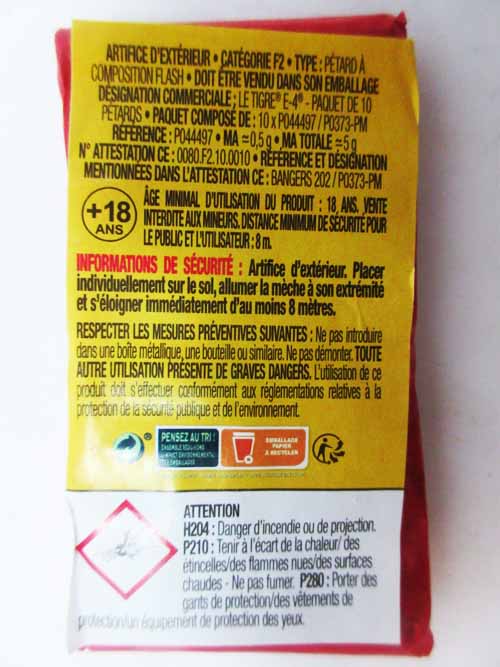 ARTIFICE D'EXTÉRIEUR • CATÉGORIE F2 • TYPE : PÉTARD À
COMPOSITION FLASH • DOIT ÊTRE VENDU DANS SON EMBALLAGE
DÉSIGNATION COMMERCIALE : LE TIGRE® E-4® - PAQUET DE 10
PÉTARDS • PAQUET COMPOSÉ DE : 10 x P044497 / P0373-PM
RÉFÉRENCE : P044497 • MA ≃ 0,5 g • MA TOTALE ≃ 5 g
N° ATTESTATION CE : 0080.F2.10.0010 • RÉFÉRENCE ET DÉSIGNATION
MENTIONNÉES DANS L'ATTESTATION CE : BANGERS 202 / P0373-PM
+18
ANS
ÂGE MINIMAL D'UTILISATION DU PRODUIT : 18 ANS. VENTE
INTERDITE AUX MINEURS. DISTANCE MINIMUM DE SÉCURITÉ POUR
LE PUBLIC ET L'UTILISATEUR : 8 m.
INFORMATIONS DE SÉCURITÉ : Artifice d'extérieur. Placer
individuellement sur le sol, allumer la mèche à son extrémité
et s'éloigner immédiatement d'au moins 8 mètres.
RESPECTER LES MESURES PRÉVENTIVES SUIVANTES : Ne pas introduire
dans une boîte métallique, une bouteille ou similaire. Ne pas démonter. TOUTE
AUTRE UTILISATION PRÉSENTE DE GRAVES DANGERS. L'utilisation de ce
produit doit s'effectuer conformément aux réglementations relatives à la
protection de la sécurité publique et de l'environnement.
®
PENSEZ AU TRI !
EMBALLAGE
PAPIER
À RECYCLER
ATTENTION
H204 : Danger d'incendie ou de projection.
P210 : Tenir à l'écart de la chaleur/ des
étincelles/des flammes nues/des surfaces
chaudes - Ne pas fumer. P280 : Porter des
gants de protection/des vêtements de
protection/un équipement de protection des yeux.